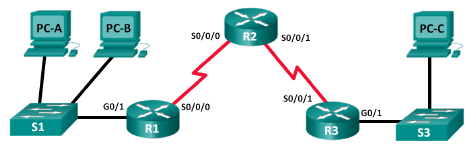 PC-A
PC-B
PC-C
S0/0/0
R2
S0/0/1
G0/1
S0/0/0
S0/0/1
G0/1
S1
R1
R3
S3